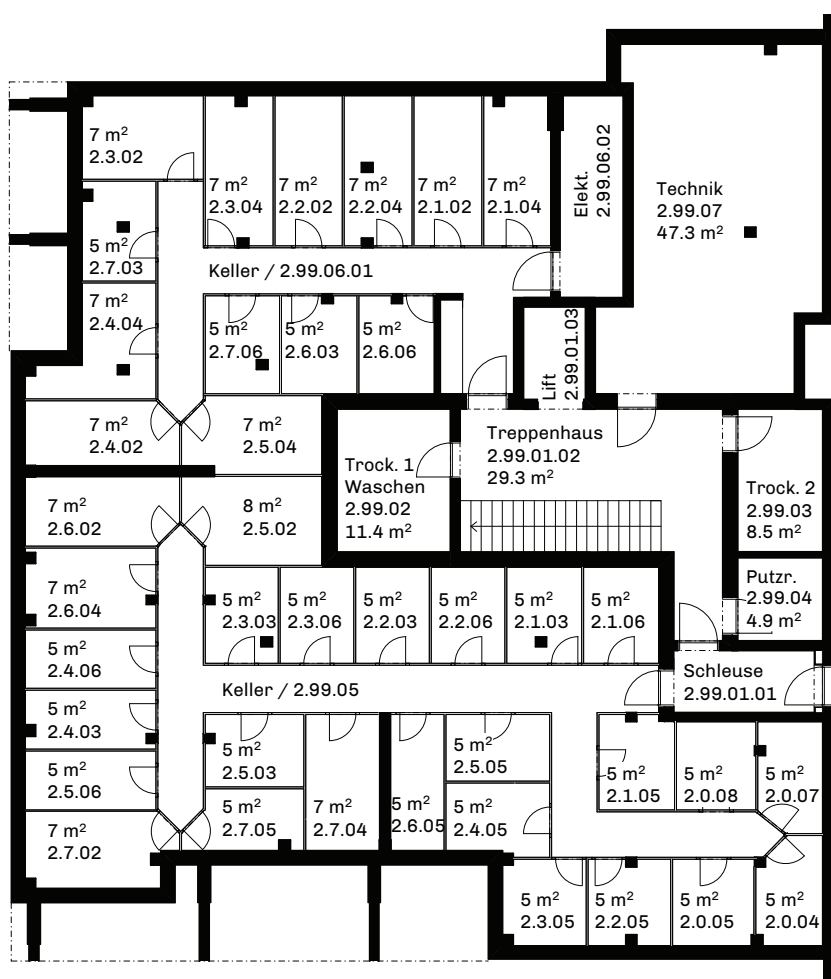 7 m²
2.3.02
7 m²
2.3.04
7 m²
2.2.02
7 m²
2.2.04
7 m²
2.1.02
7 m²
2.1.04
Elekt.
2.99.06.02
Technik
2.99.07
47.3 m²
5 m²
2.7.03
Keller / 2.99.06.01
7 m²
2.4.04
5 m²
2.7.06
5 m²
2.6.03
5 m²
2.6.06
Lift
2.99.01.03
7 m²
2.4.02
7 m²
2.5.04
Trock. 1
Waschen
2.99.02
11.4 m²
Treppenhaus
2.99.01.02
29.3 m²
Trock. 2
2.99.03
8.5 m²
7 m²
2.6.02
8 m²
2.5.02
7 m²
2.6.04
5 m²
2.3.03
5 m²
2.3.06
5 m²
2.2.03
5 m²
2.2.06
5 m²
2.1.03
5 m²
2.1.06
Putzr.
2.99.04
4.9 m²
5 m²
2.4.06
Keller / 2.99.05
Schleuse
2.99.01.01
5 m²
2.4.03
5 m²
2.5.03
5 m²
2.5.05
5 m²
2.5.06
5 m²
2.7.05
7 m²
2.7.04
5 m²
2.6.05
5 m²
2.4.05
5 m²
2.1.05
5 m²
2.0.08
5 m²
2.0.07
7 m²
2.7.02
5 m²
2.3.05
5 m²
2.2.05
5 m²
2.0.05
5 m²
2.0.04